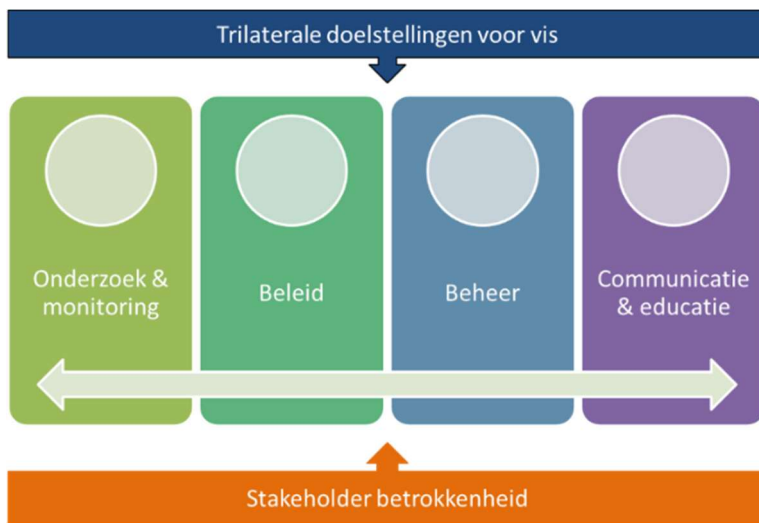 Trilaterale doelstellingen voor vis
Onderzoek &
monitoring
Beleid
Beheer
Communicatie
& educatie
Stakeholder betrokkenheid